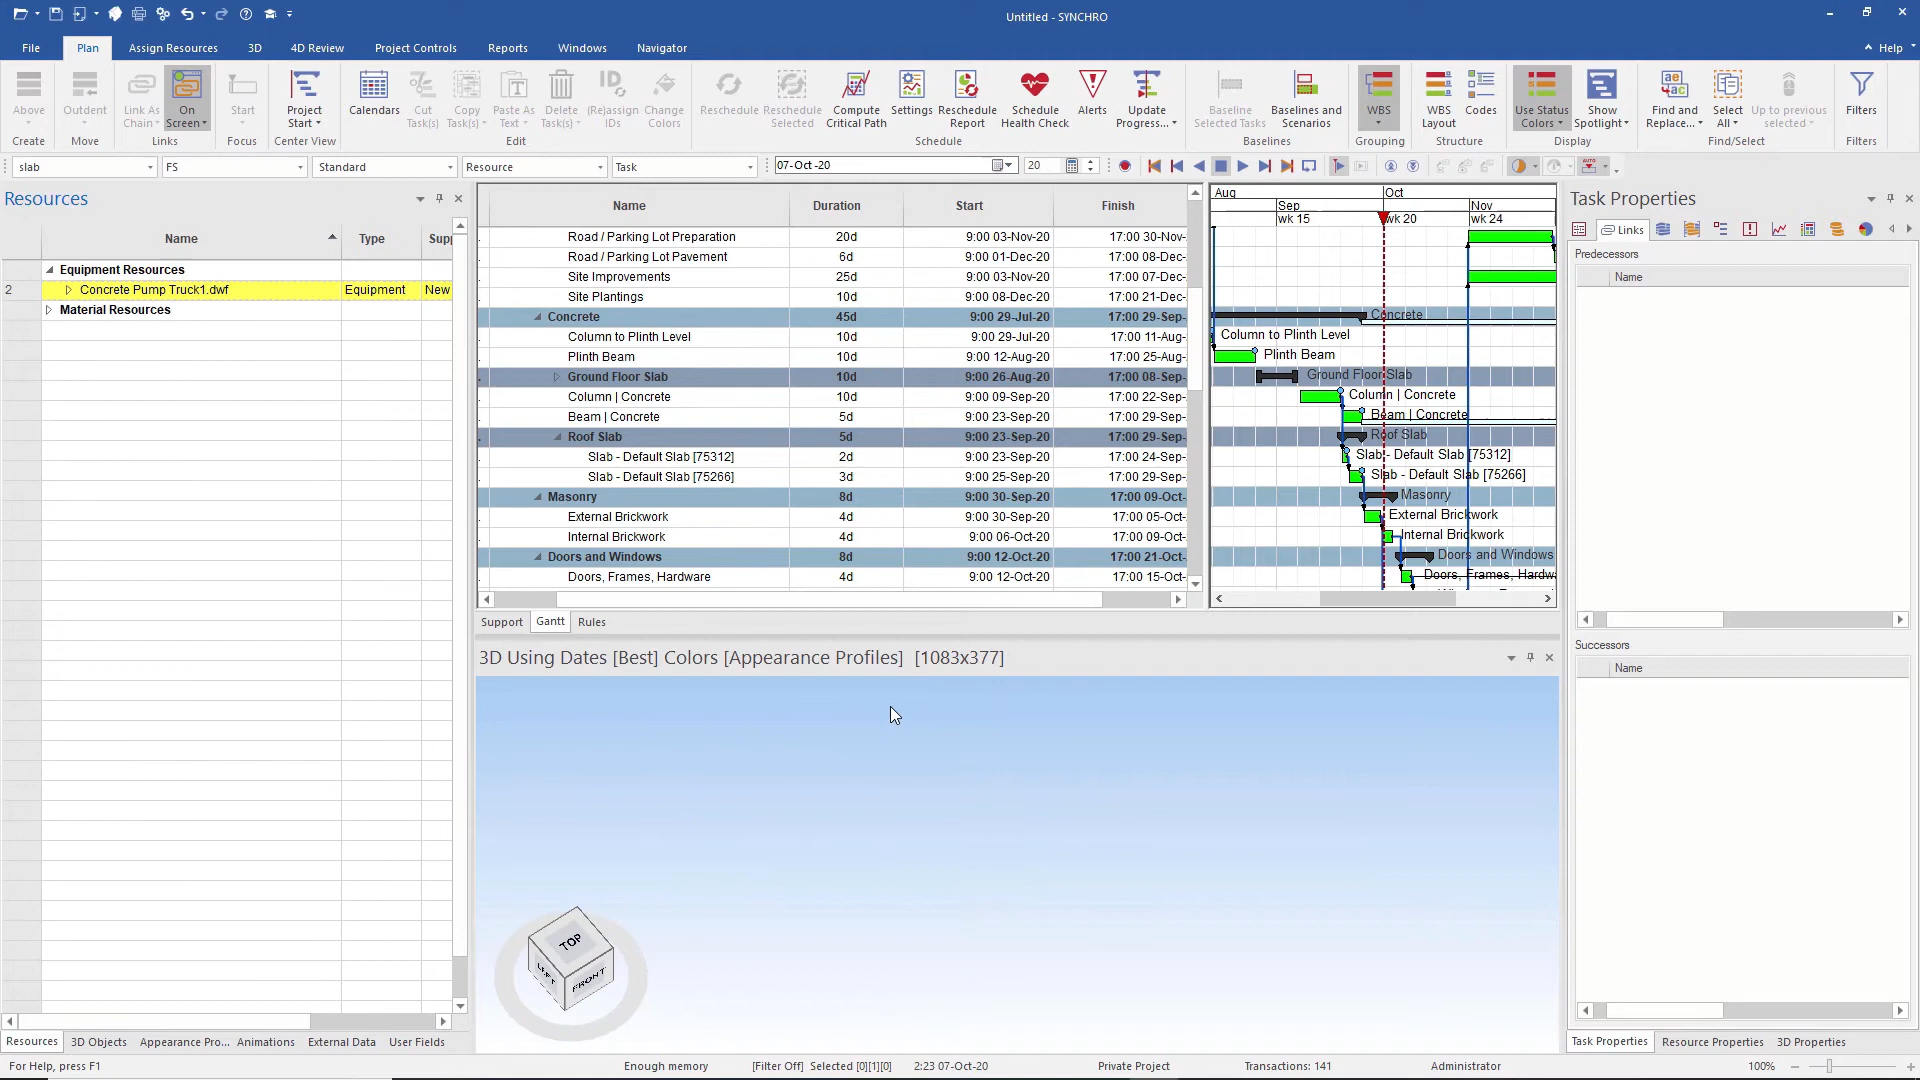 Untitled - SYNCHRO
File Plan Assign Resources 3D 4D Review Project Controls Reports Windows Navigator Help
Above Outdent Link As Chain On Screen Start Project Start Calendars Cut Task(s) Copy Task(s) Paste As Text Delete Task(s) (Re)assign IDs Change Colors Reschedule Reschedule Selected Compute Critical Path Settings Reschedule Report Schedule Health Check Alerts Update Progress... Baseline Selected Tasks Baselines and Scenarios WBS WBS Layout Codes Use Status Colors Show Spotlight Find and Replace... Select All Up to previous selected Filters
Create Move Links Focus Center View Edit Schedule Baselines Grouping Structure Display Find/Select Filters
slab FS Standard Resource Task 07-Oct -20 20
Resources
Name Type Supp
Equipment Resources
2 Concrete Pump Truck1.dwf Equipment New
Material Resources
Name Duration Start Finish
Road / Parking Lot Preparation 20d 9:00 03-Nov-20 17:00 30-Nov-
Road / Parking Lot Pavement 6d 9:00 01-Dec-20 17:00 08-Dec-
Site Improvements 25d 9:00 03-Nov-20 17:00 07-Dec-
Site Plantings 10d 9:00 08-Dec-20 17:00 21-Dec-
Concrete 45d 9:00 29-Jul-20 17:00 29-Sep-
Column to Plinth Level 10d 9:00 29-Jul-20 17:00 11-Aug-
Plinth Beam 10d 9:00 12-Aug-20 17:00 25-Aug-
Ground Floor Slab 10d 9:00 26-Aug-20 17:00 08-Sep-
Column | Concrete 10d 9:00 09-Sep-20 17:00 22-Sep-
Beam | Concrete 5d 9:00 23-Sep-20 17:00 29-Sep-
Roof Slab 5d 9:00 23-Sep-20 17:00 29-Sep-
Slab - Default Slab [75312] 2d 9:00 23-Sep-20 17:00 24-Sep-
Slab - Default Slab [75266] 3d 9:00 25-Sep-20 17:00 29-Sep-
Masonry 8d 9:00 30-Sep-20 17:00 09-Oct-
External Brickwork 4d 9:00 30-Sep-20 17:00 05-Oct-
Internal Brickwork 4d 9:00 06-Oct-20 17:00 09-Oct-
Doors and Windows 8d 9:00 12-Oct-20 17:00 21-Oct-
Doors, Frames, Hardware 4d 9:00 12-Oct-20 17:00 15-Oct-
Aug Oct
Sep Nov
wk 15 wk 20 wk 24
Concrete
Column to Plinth Level
Plinth Beam
Ground Floor Slab
Column | Concrete
Beam | Concrete
Roof Slab
Slab - Default Slab [75312]
Slab - Default Slab [75266]
Masonry
External Brickwork
Internal Brickwork
Doors and Windows
Doors, Frames, Hardwa
Support Gantt Rules
3D Using Dates [Best] Colors [Appearance Profiles] [1083x377]
TOP
LEFT
FRONT
Task Properties
Links
Predecessors
Name
Successors
Name
Resources 3D Objects Appearance Pro... Animations External Data User Fields
Task Properties Resource Properties 3D Properties
For Help, press F1 Enough memory [Filter Off] Selected [0][1][0] 2:23 07-Oct-20 Private Project Transactions: 141 Administrator 100%